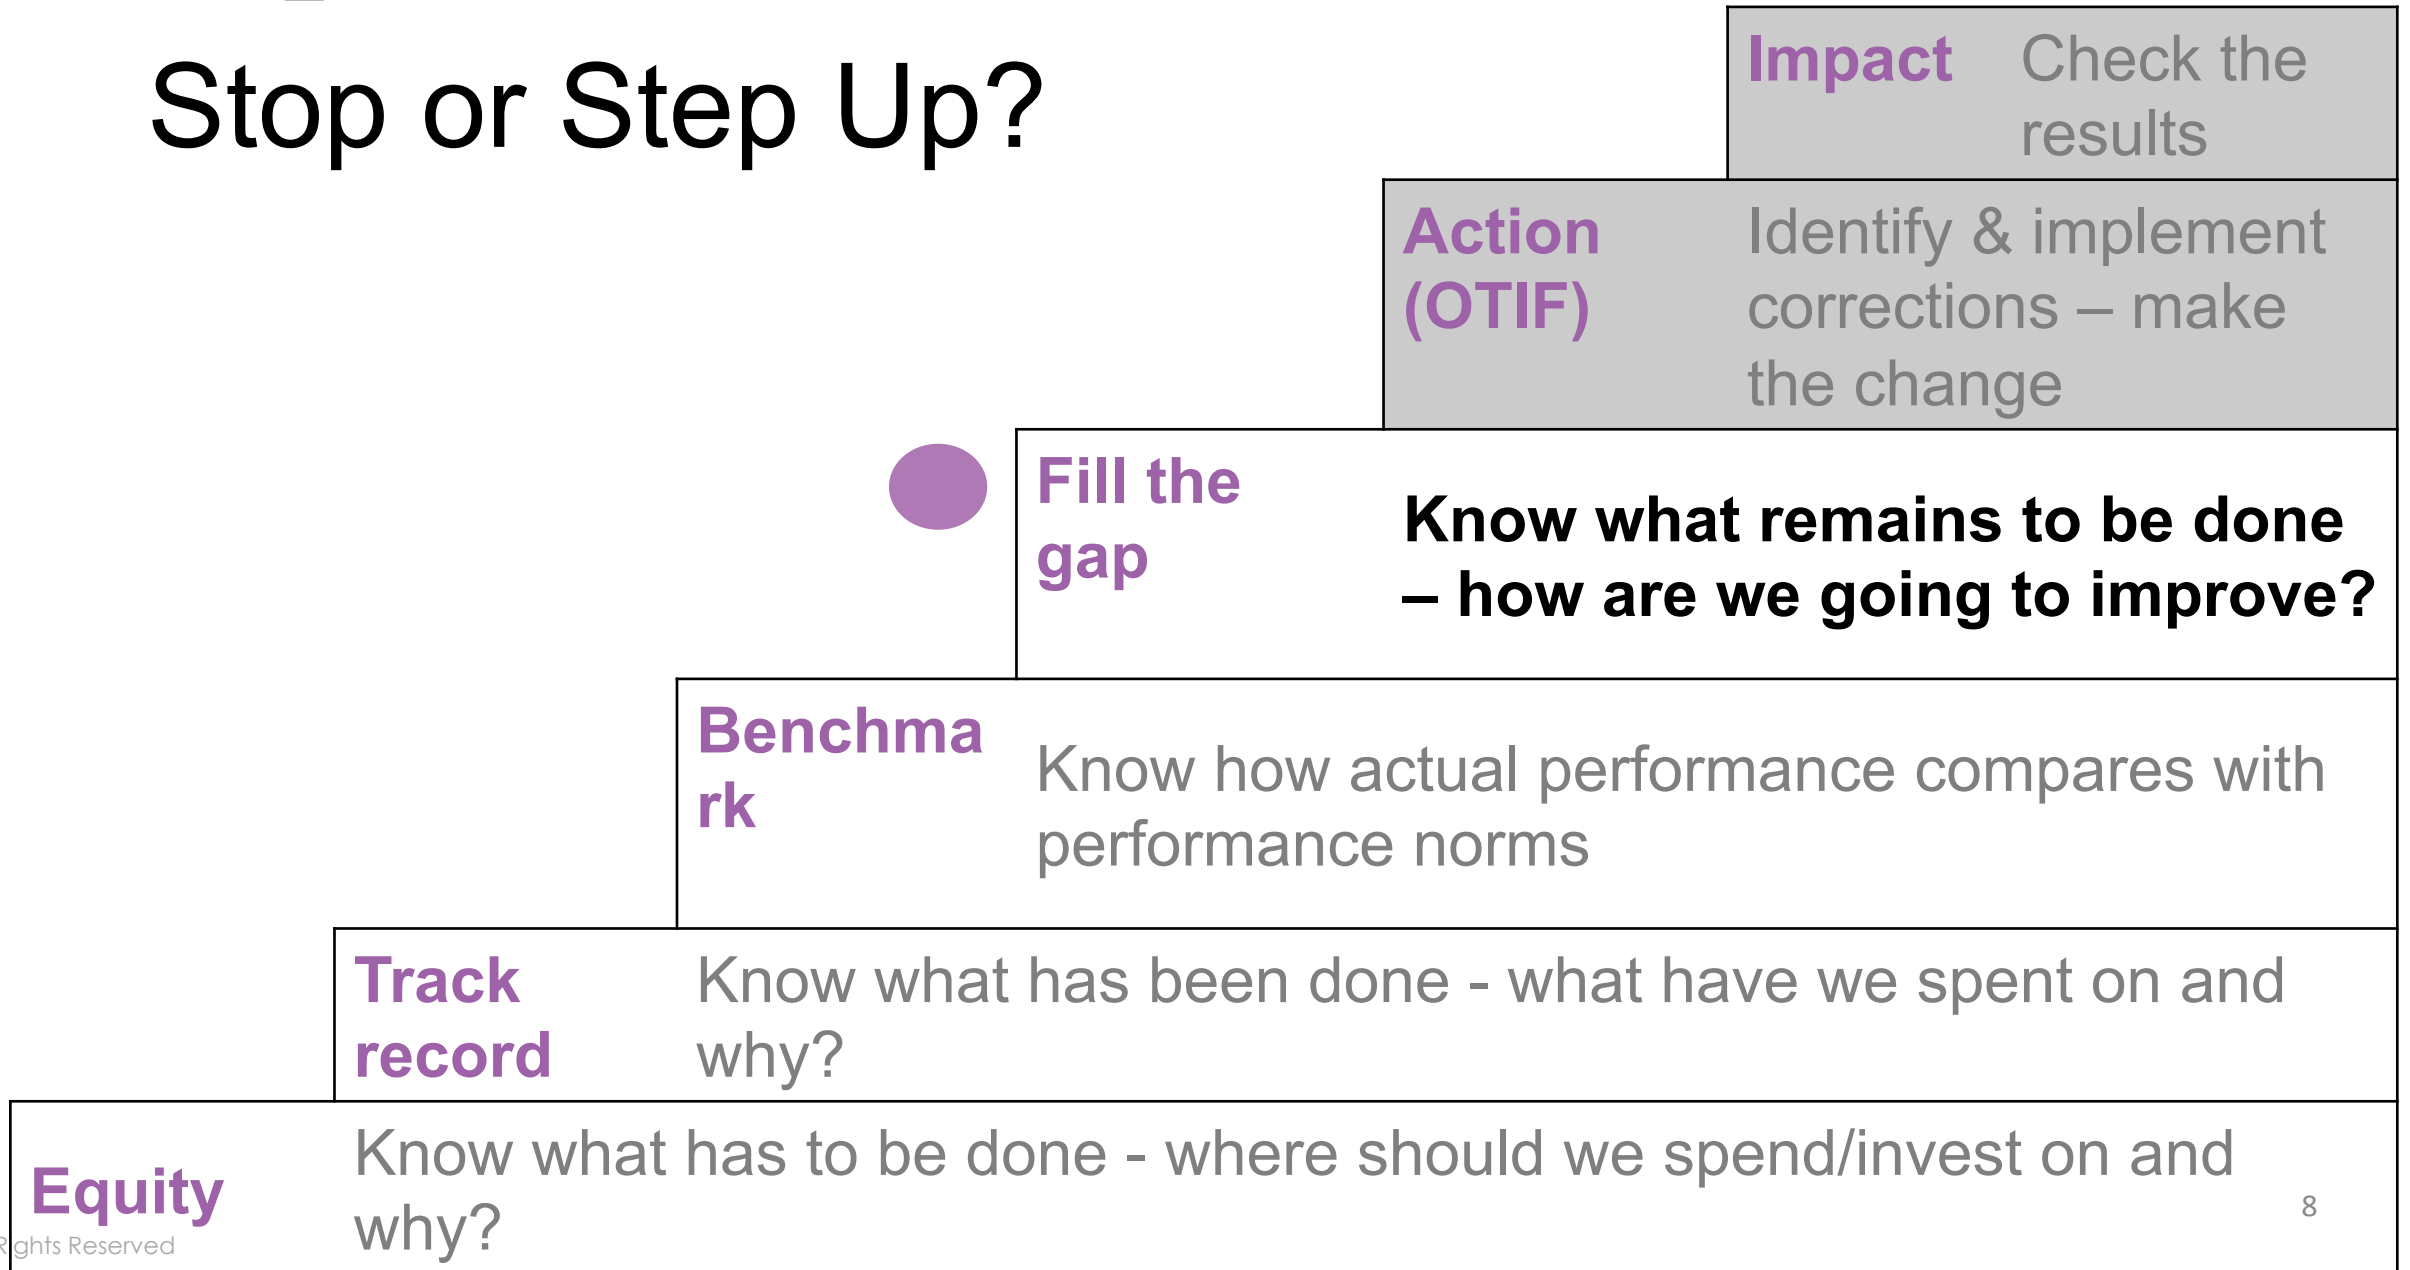 Stop or Step Up?
Impact
Check the
results
Action
(OTIF)
Identify & implement
corrections – make
the change
Fill the
gap
Know what remains to be done
– how are we going to improve?
Benchma
rk
Know how actual performance compares with
performance norms
Track
record
Know what has been done - what have we spent on and
why?
Equity
Know what has to be done - where should we spend/invest on and
why?
8
Rights Reserved